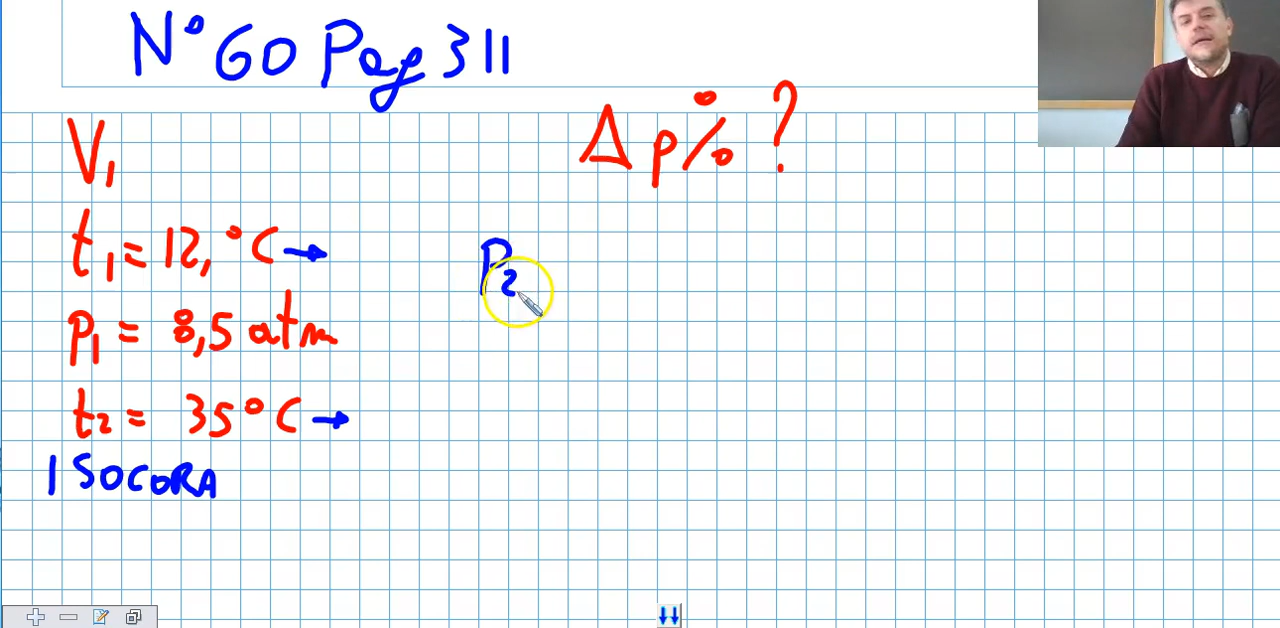 N° 60 Pag 311
Δp% ?
V1
t1 = 12, °C →
P2
p1 = 8,5 atm
t2 = 35°C →
ISOCORA